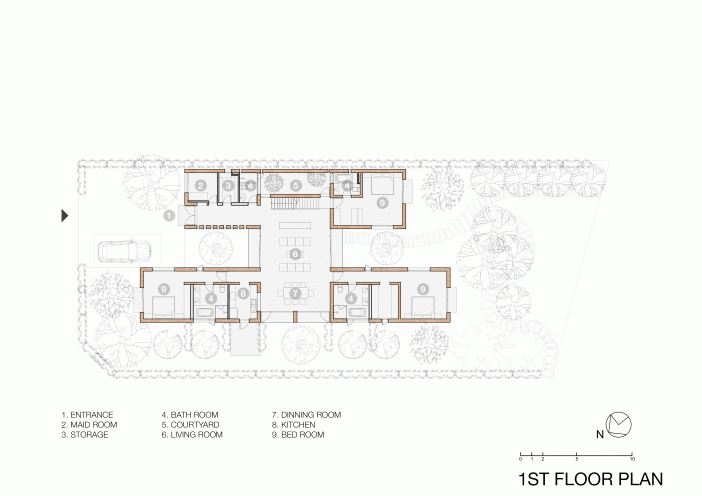 2 3 4 5 4
9
1
6
9 4 6 7 4 9
1. ENTRANCE 4. BATH ROOM 7. DINNING ROOM
2. MAID ROOM 5. COURTYARD 8. KITCHEN
3. STORAGE 6. LIVING ROOM 9. BED ROOM
N
0 1 2 5 10
1ST FLOOR PLAN